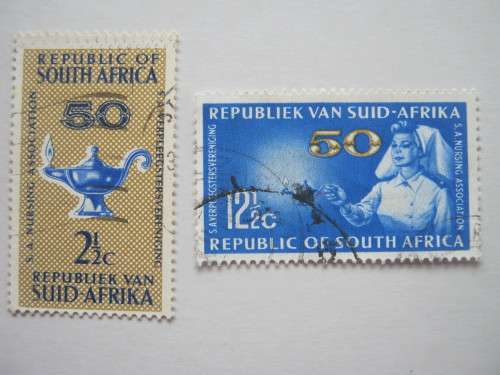 REPUBLIC OF
SOUTH AFRICA
50
S.A. NURSING ASSOCIATION
S.A. VERPLEEGSTERSVERENIGING
2½c
REPUBLIEK VAN
SUID-AFRIKA
REPUBLIEK VAN SUID-AFRIKA
50
S.A. VERPLEEGSTERSVERENIGING
S.A. NURSING ASSOCIATION
12½c
REPUBLIC OF SOUTH AFRICA